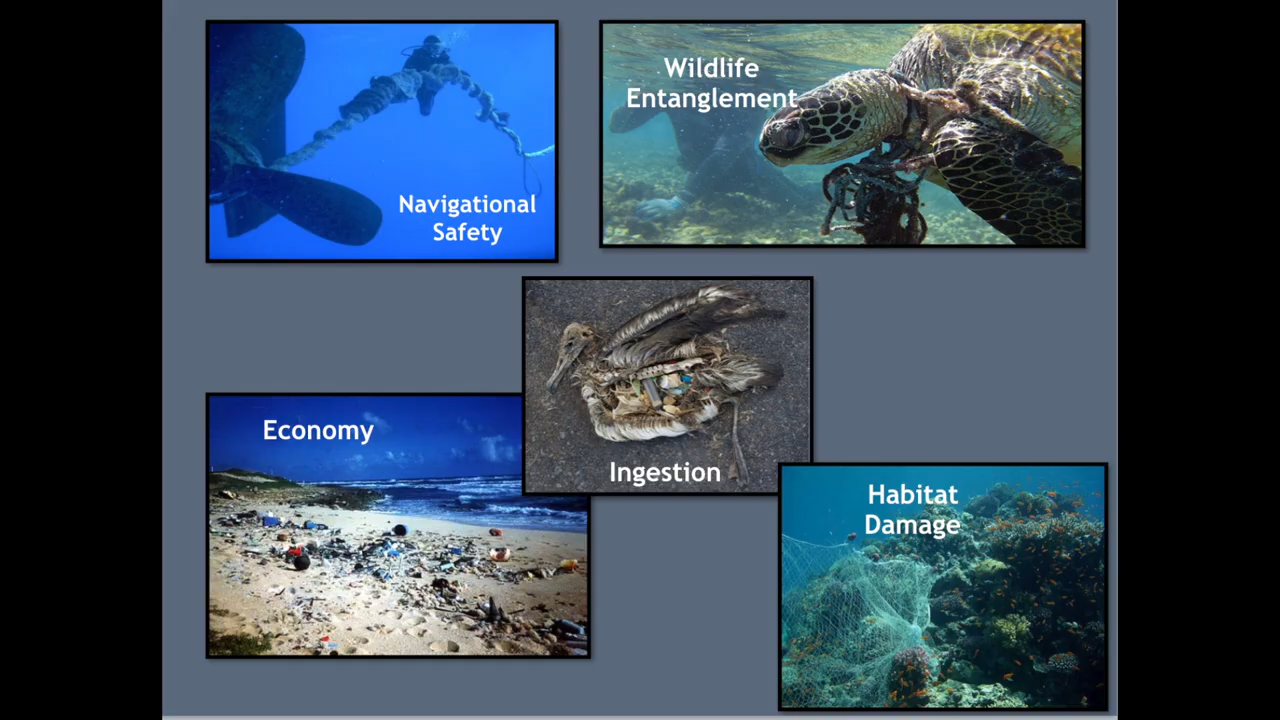 Wildlife
Entanglement
Navigational
Safety
Economy
Ingestion
Habitat
Damage